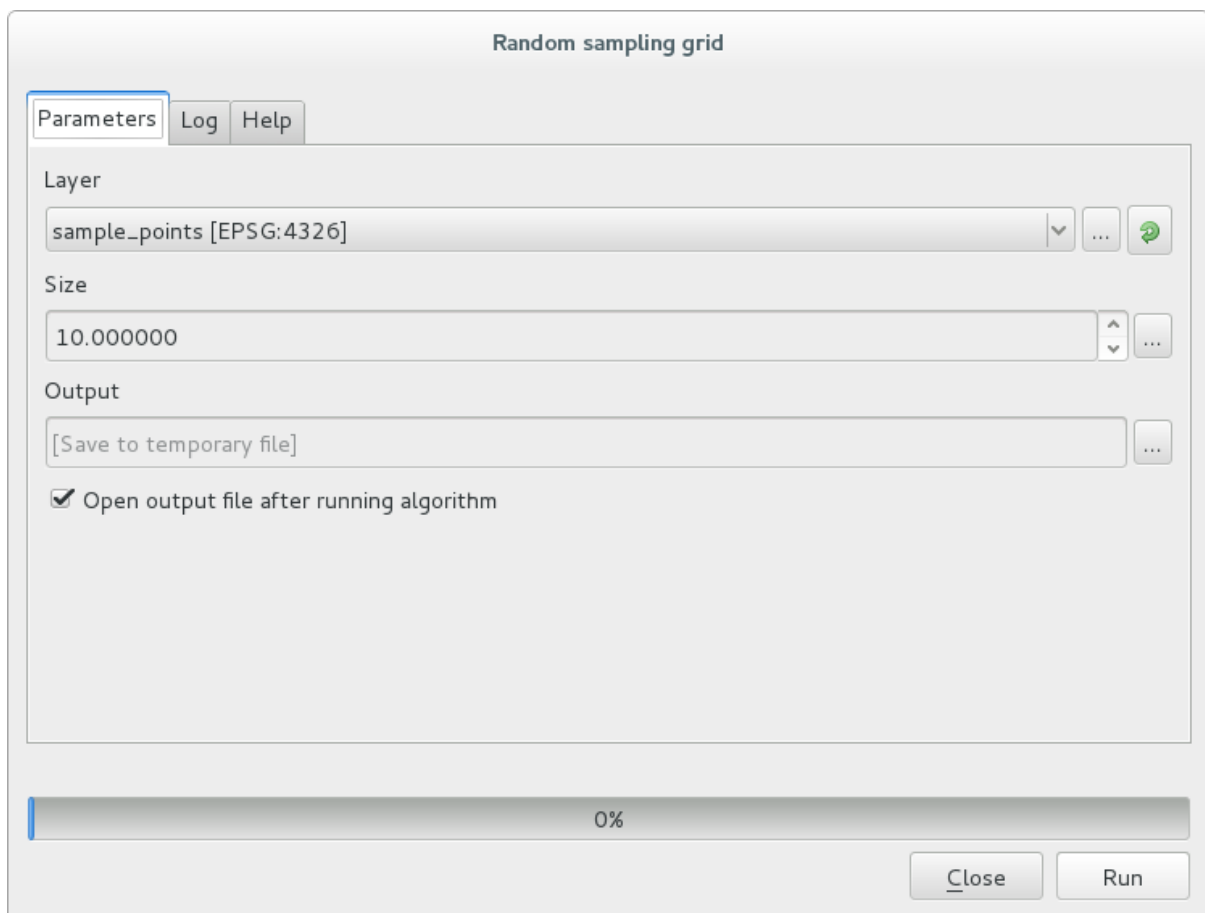 Random sampling grid
Parameters Log Help
Layer
sample_points [EPSG:4326]
...
Size
10.000000
...
Output
[Save to temporary file]
...
Open output file after running algorithm
0%
Close Run